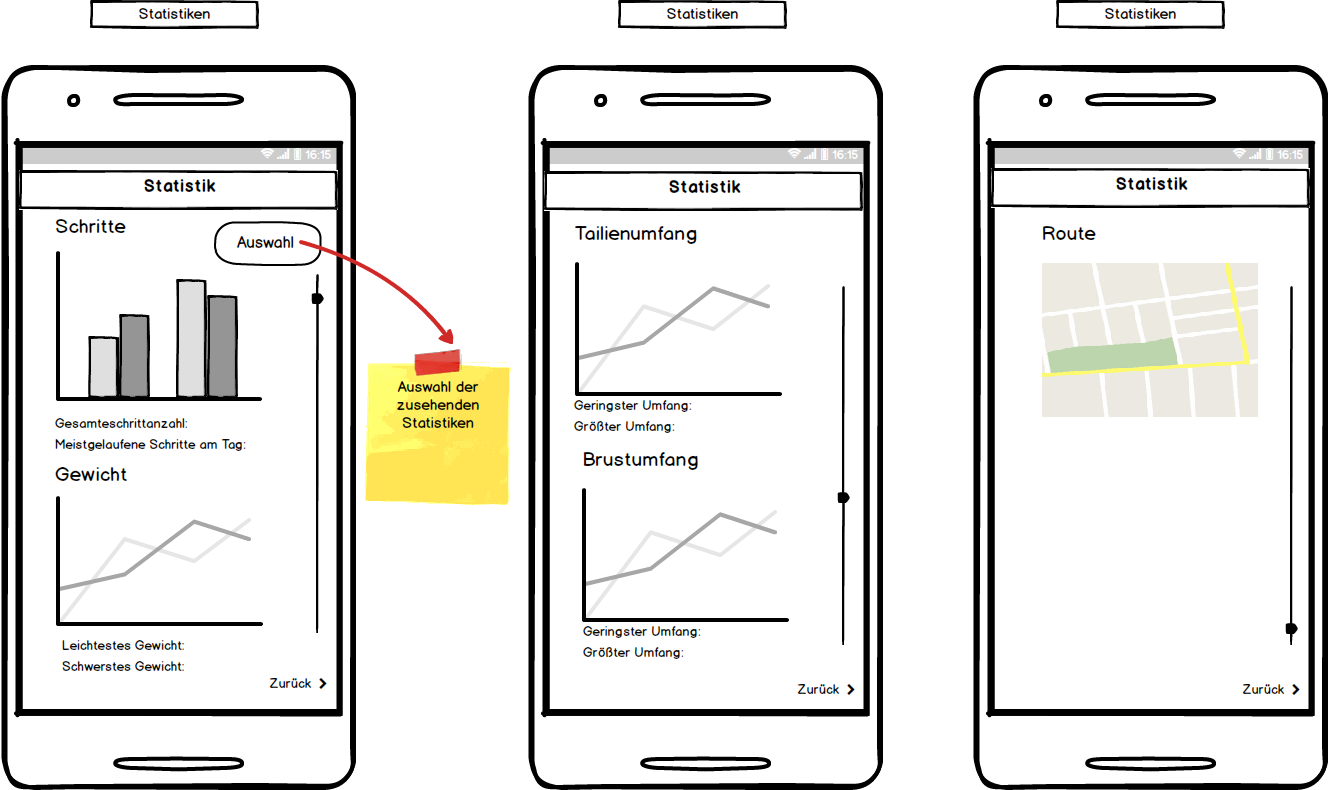 Statistiken
16:15
Statistik
Schritte
Auswahl
Gesamteschrittanzahl:
Meistgelaufene Schritte am Tag:
Gewicht
Leichtestes Gewicht:
Schwerstes Gewicht:
Zurück
Auswahl der
zusehenden
Statistiken
Statistiken
16:15
Statistik
Tailienumfang
Geringster Umfang:
Größter Umfang:
Brustumfang
Geringster Umfang:
Größter Umfang:
Zurück
Statistiken
16:15
Statistik
Route
Zurück